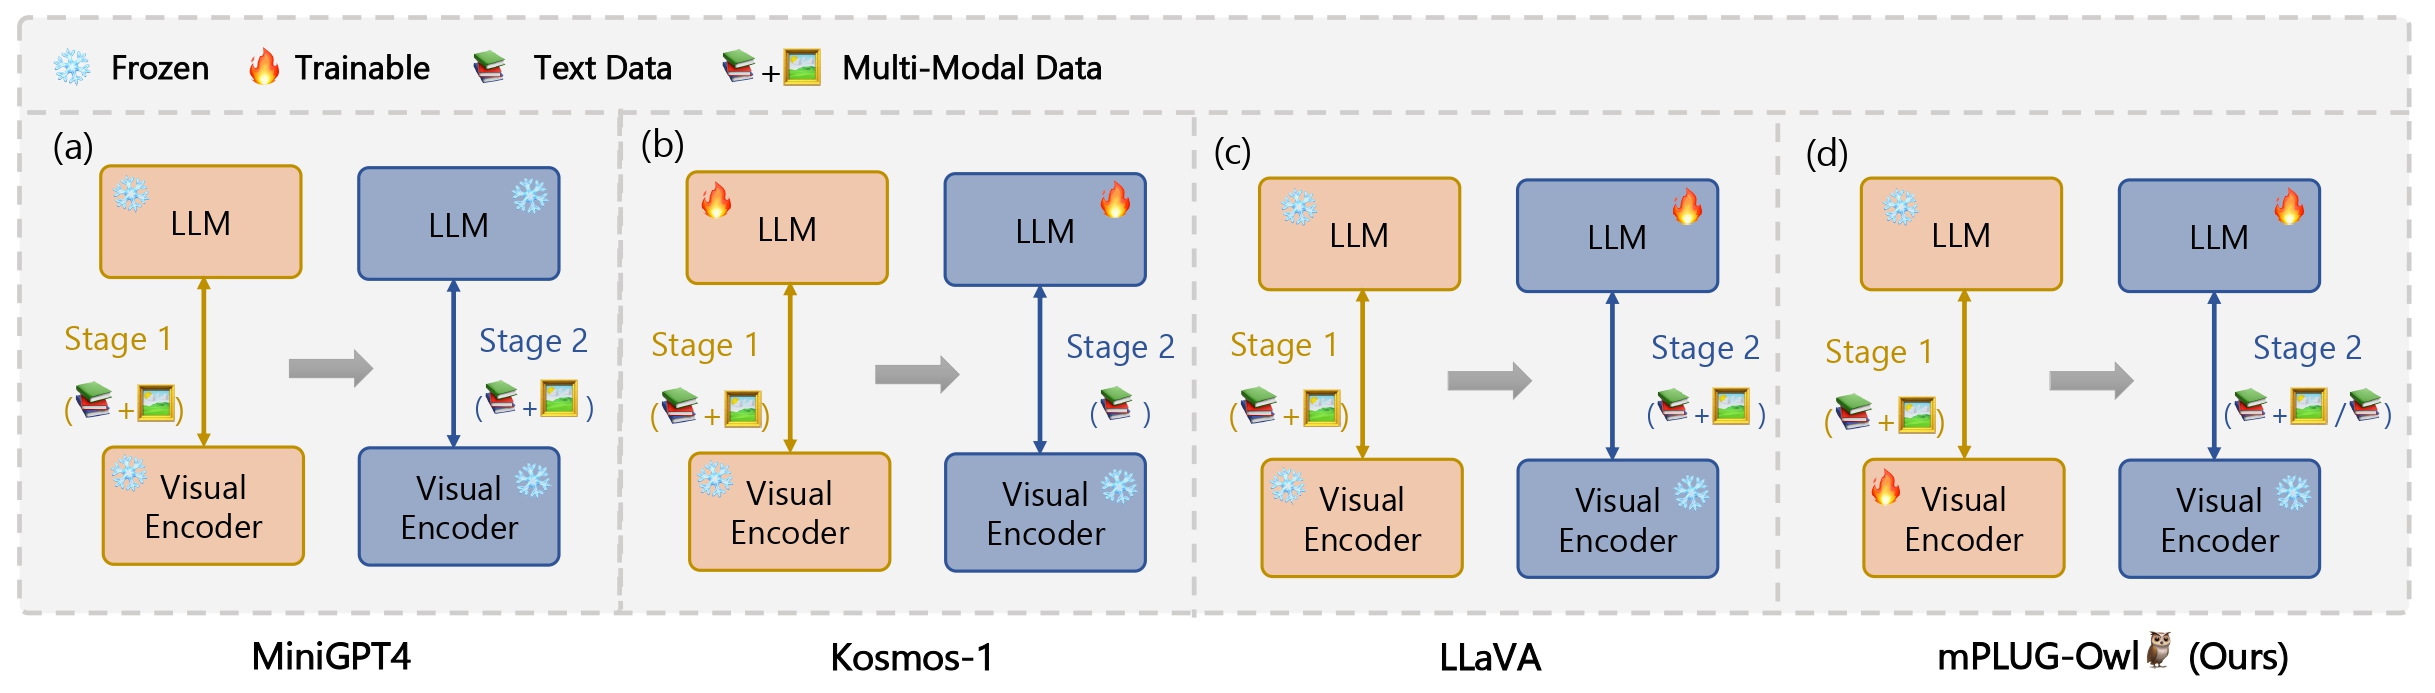 Frozen Trainable Text Data + Multi-Modal Data
(a)
LLM
LLM
Stage 1
( + )
Stage 2
( + )
Visual
Encoder
Visual
Encoder
(b)
LLM
LLM
Stage 1
( + )
Stage 2
( )
Visual
Encoder
Visual
Encoder
(c)
LLM
LLM
Stage 1
( + )
Stage 2
( + )
Visual
Encoder
Visual
Encoder
(d)
LLM
LLM
Stage 1
( + )
Stage 2
( + / )
Visual
Encoder
Visual
Encoder
MiniGPT4
Kosmos-1
LLaVA
mPLUG-Owl (Ours)